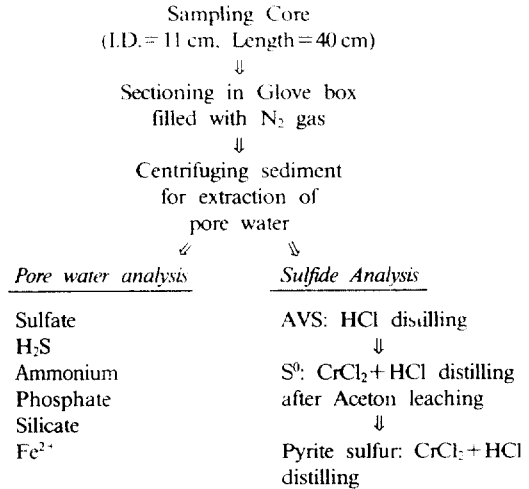 Sampling Core
(I.D.=11 cm, Length=40 cm)
⇓
Sectioning in Glove box
filled with N₂ gas
⇓
Centrifuging sediment
for extraction of
pore water
⇙ ⇘
Pore water analysis
Sulfate
H₂S
Ammonium
Phosphate
Silicate
Fe²⁺
Sulfide Analysis
AVS: HCl distilling
⇓
S⁰: CrCl₂+HCl distilling
after Aceton leaching
⇓
Pyrite sulfur: CrCl₂+HCl
distilling